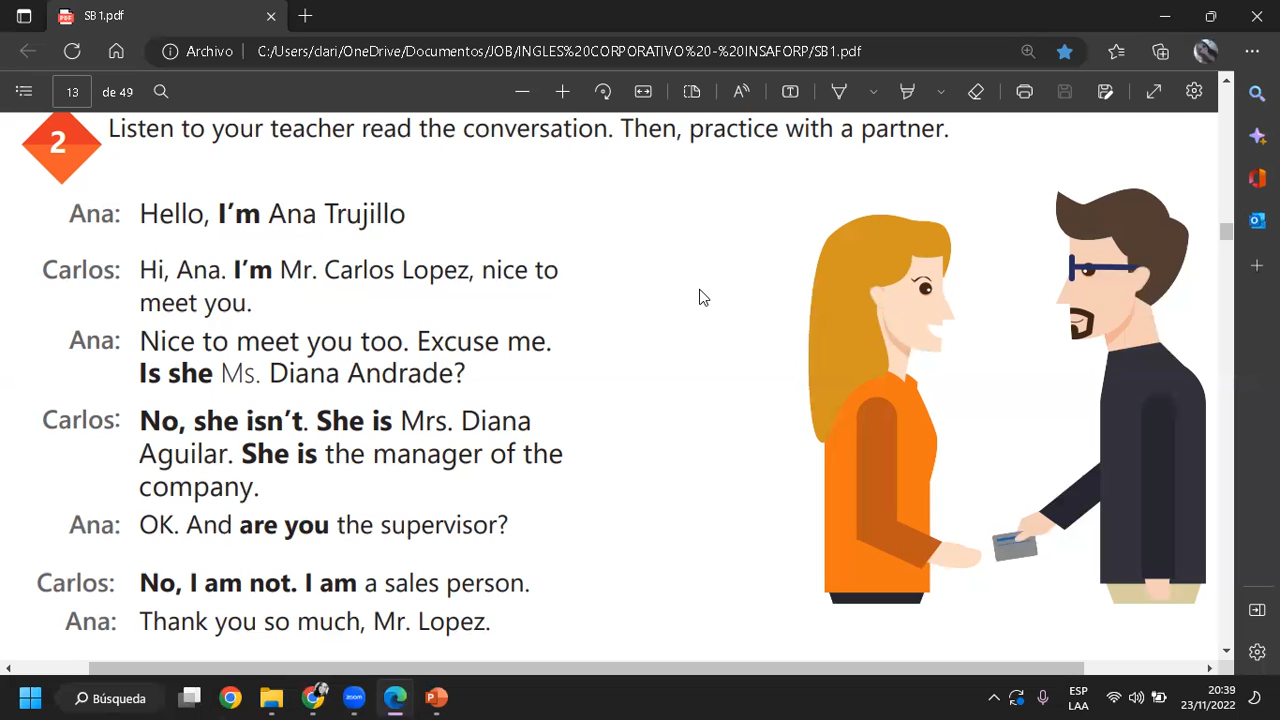 SB1.pdf
Archivo C:/Users/clari/OneDrive/Documentos/JOB/INGLES%20CORPORATIVO%20-%20INSAFORP/SB1.pdf
13 de 49
2 Listen to your teacher read the conversation. Then, practice with a partner.
Ana: Hello, I'm Ana Trujillo
Carlos: Hi, Ana. I'm Mr. Carlos Lopez, nice to
meet you.
Ana: Nice to meet you too. Excuse me.
Is she Ms. Diana Andrade?
Carlos: No, she isn't. She is Mrs. Diana
Aguilar. She is the manager of the
company.
Ana: OK. And are you the supervisor?
Carlos: No, I am not. I am a sales person.
Ana: Thank you so much, Mr. Lopez.
Búsqueda
zoom
ESP
LAA
20:39
23/11/2022